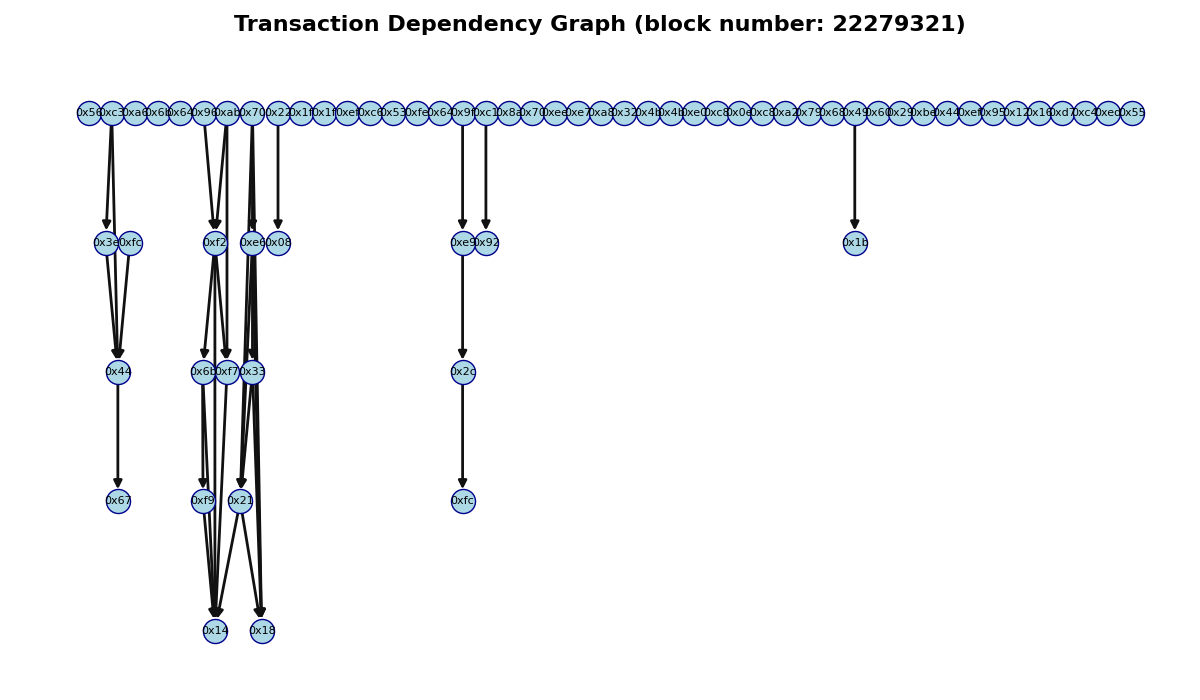 Transaction Dependency Graph (block number: 22279321)
0x56 0xc3 0xa6 0x6b 0x64 0x96 0xab 0x70 0x22 0x1f 0x1f 0xef 0xc6 0x53 0xfe 0x64 0x9f 0xc1 0x8a 0x70 0xee 0xe7 0xa8 0x32 0x4b 0x4b 0xe0 0xc8 0x0e 0xc8 0xa2 0x79 0x68 0x49 0x60 0x29 0xbe 0x44 0xef 0x95 0x12 0x16 0xd7 0xc4 0xed 0x55
0x3e 0xfc 0xf2 0xe6 0x08 0xe9 0x92 0x1b
0x44 0x6b 0xf7 0x33 0x2c
0x67 0xf9 0x21 0xfc
0x14 0x18